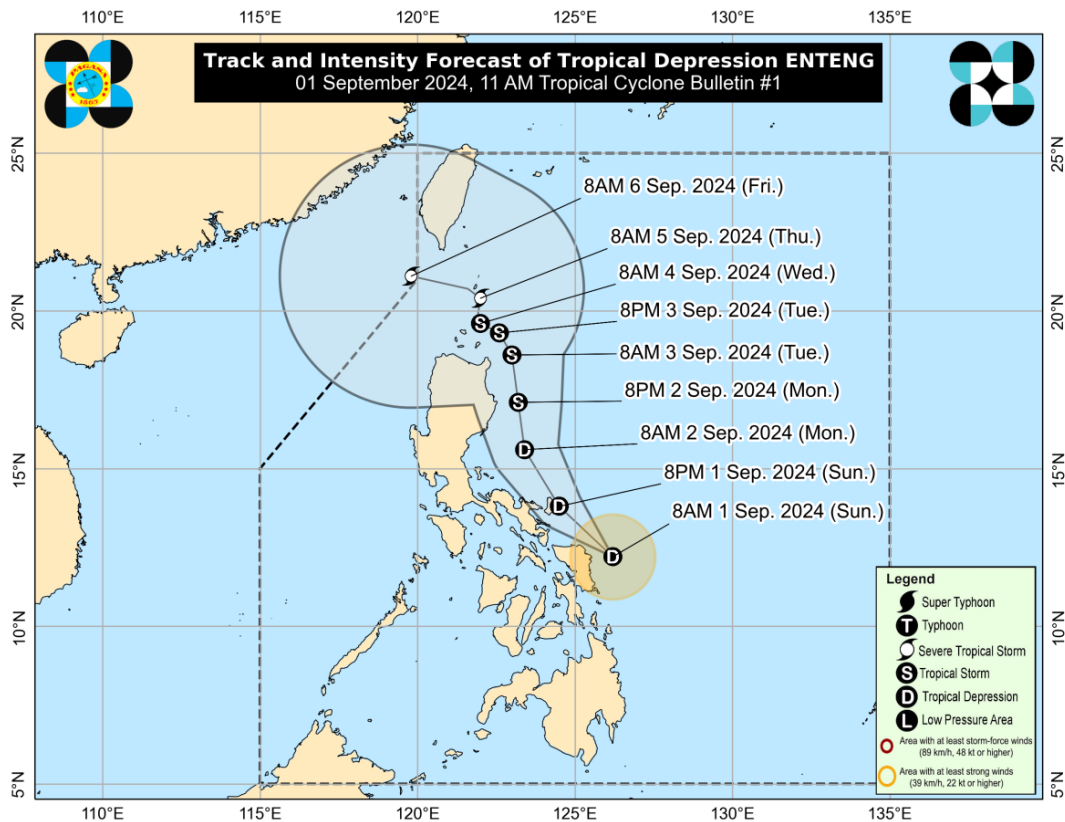 110°E 115°E 120°E 125°E 130°E 135°E
PAGASA
1865
Track and Intensity Forecast of Tropical Depression ENTENG
01 September 2024, 11 AM Tropical Cyclone Bulletin #1
25°N 25°N
8AM 6 Sep. 2024 (Fri.)
8AM 5 Sep. 2024 (Thu.)
8AM 4 Sep. 2024 (Wed.)
20°N 20°N
8PM 3 Sep. 2024 (Tue.)
8AM 3 Sep. 2024 (Tue.)
8PM 2 Sep. 2024 (Mon.)
8AM 2 Sep. 2024 (Mon.)
15°N 15°N
8PM 1 Sep. 2024 (Sun.)
8AM 1 Sep. 2024 (Sun.)
S
S
S
S
D
D
D
Legend
Super Typhoon
T Typhoon
Severe Tropical Storm
S Tropical Storm
D Tropical Depression
L Low Pressure Area
Area with at least storm-force winds
(89 km/h, 48 kt or higher)
Area with at least strong winds
(39 km/h, 22 kt or higher)
10°N 10°N
5°N 5°N
110°E 115°E 120°E 125°E 130°E 135°E